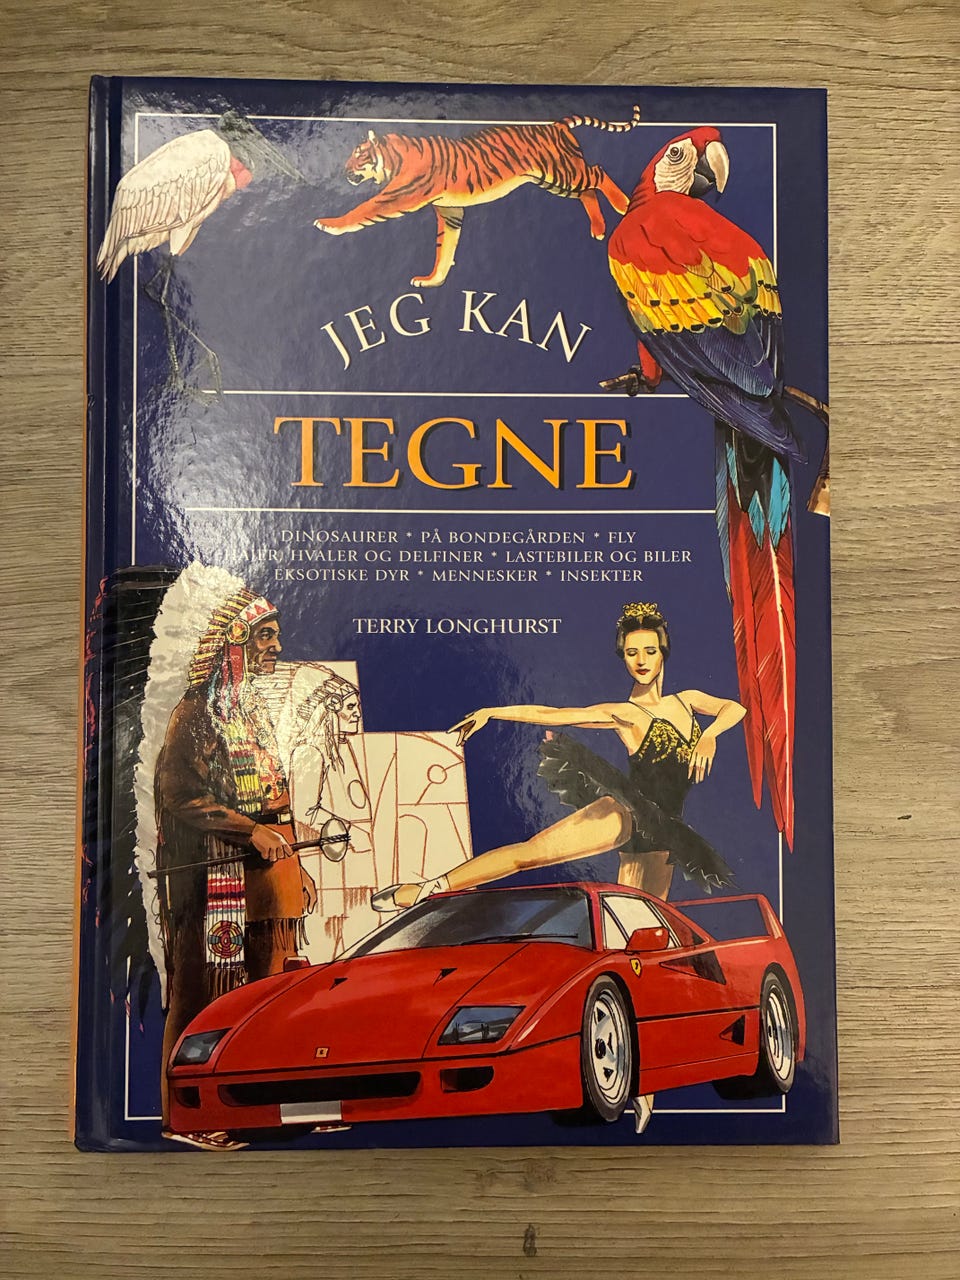 JEG KAN
TEGNE
DINOSAURER * PÅ BONDEGÅRDEN * FLY
HAIER, HVALER OG DELFINER * LASTEBILER OG BILER
EKSOTISKE DYR * MENNESKER * INSEKTER
TERRY LONGHURST